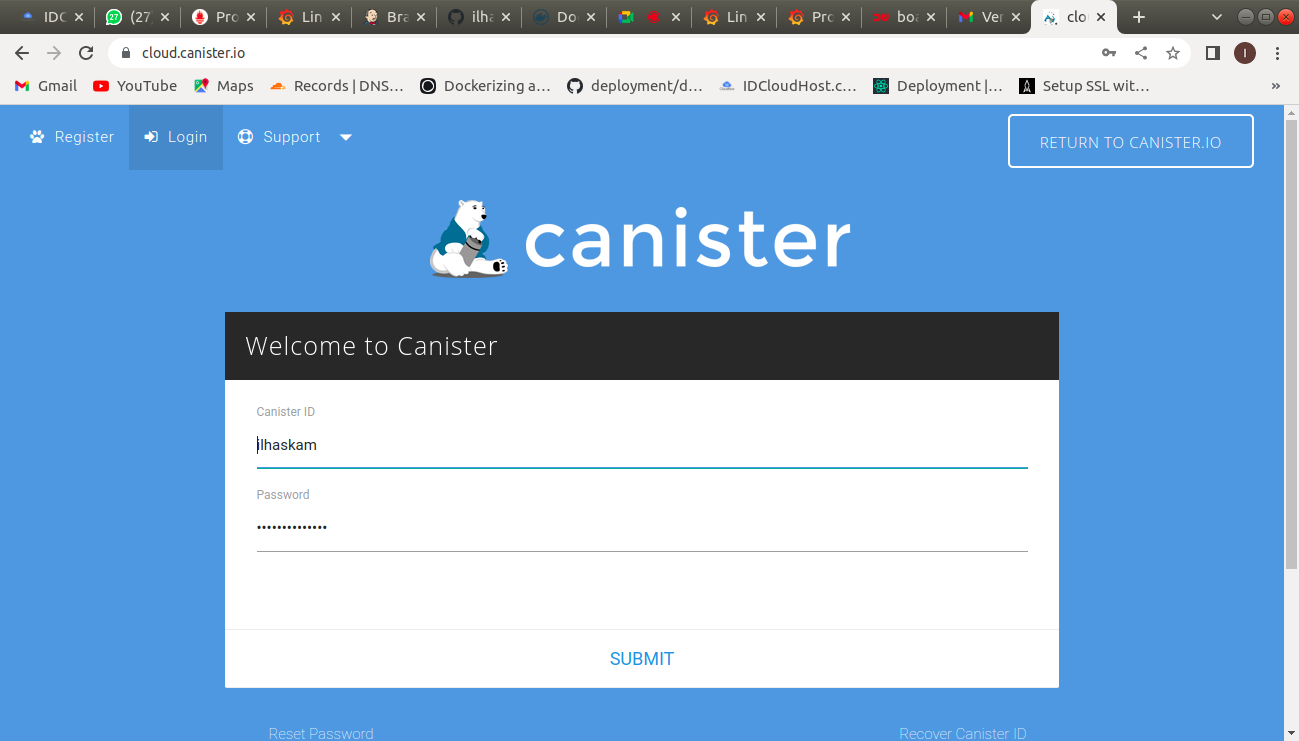 IDC
(27
Pro
Lin
Bra
ilha
Do
Lin
Pro
boa
Ver
clo
cloud.canister.io
I
Gmail
YouTube
Maps
Records | DNS...
Dockerizing a...
deployment/d...
IDCloudHost.c...
Deployment |...
Setup SSL wit...
»
Register
Login
Support
RETURN TO CANISTER.IO
canister
Welcome to Canister
Canister ID
ilhaskam
Password
••••••••••••••
SUBMIT
Reset Password
Recover Canister ID